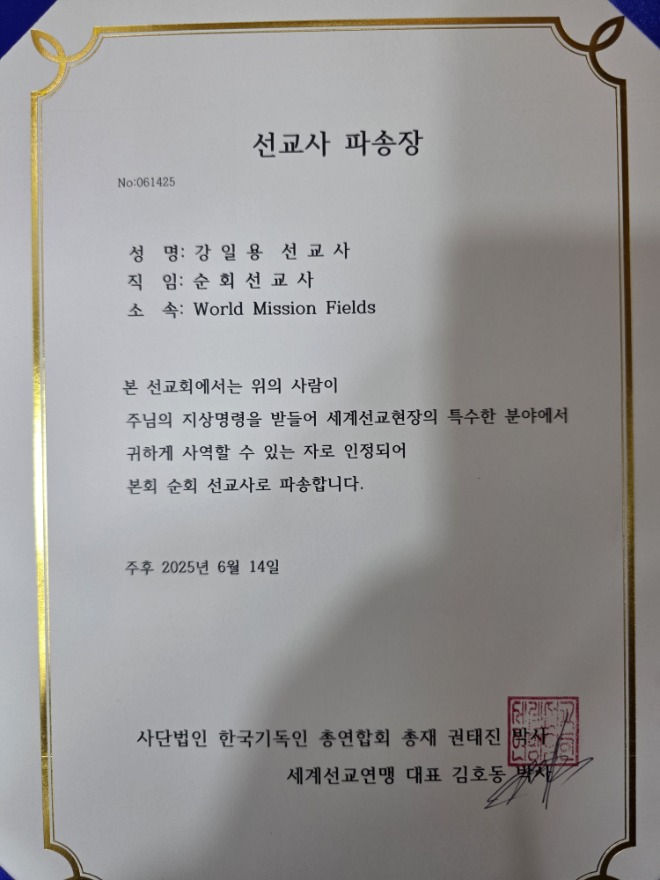 선교사 파송장
No:061425
성 명: 강 일 용 선 교 사
직 임: 순 회 선 교 사
소 속: World Mission Fields
본 선교회에서는 위의 사람이
주님의 지상명령을 받들어 세계선교현장의 특수한 분야에서
귀하게 사역할 수 있는 자로 인정되어
본회 순회 선교사로 파송합니다.
주후 2025년 6월 14일
사단법인 한국기독인 총연합회 총재 권태진 박사
세계선교연맹 대표 김호동 박사